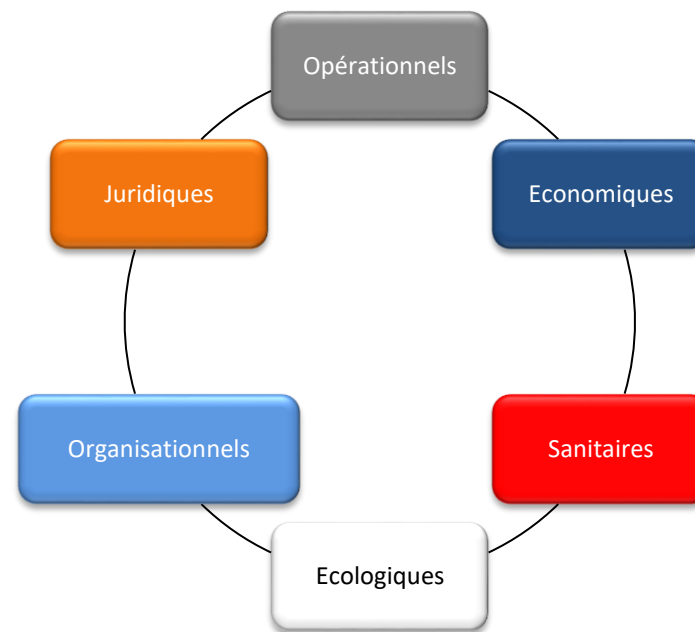 Opérationnels
Juridiques
Economiques
Organisationnels
Sanitaires
Ecologiques